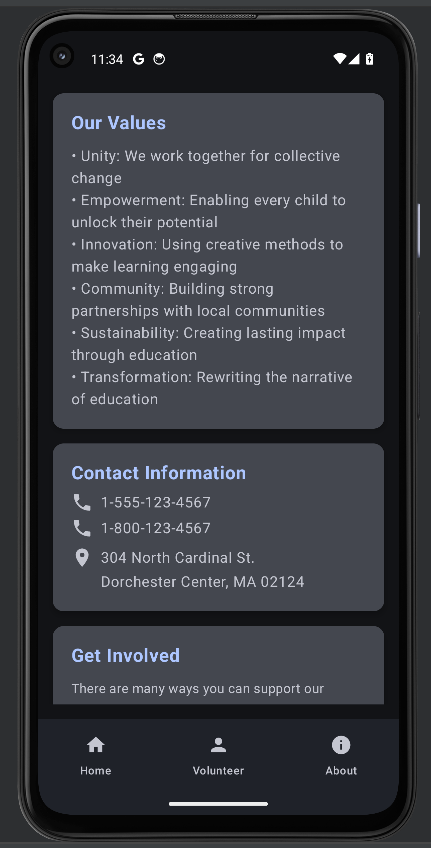 11:34 G
Our Values
• Unity: We work together for collective
change
• Empowerment: Enabling every child to
unlock their potential
• Innovation: Using creative methods to
make learning engaging
• Community: Building strong
partnerships with local communities
• Sustainability: Creating lasting impact
through education
• Transformation: Rewriting the narrative
of education
Contact Information
1-555-123-4567
1-800-123-4567
304 North Cardinal St.
Dorchester Center, MA 02124
Get Involved
There are many ways you can support our
Home Volunteer About